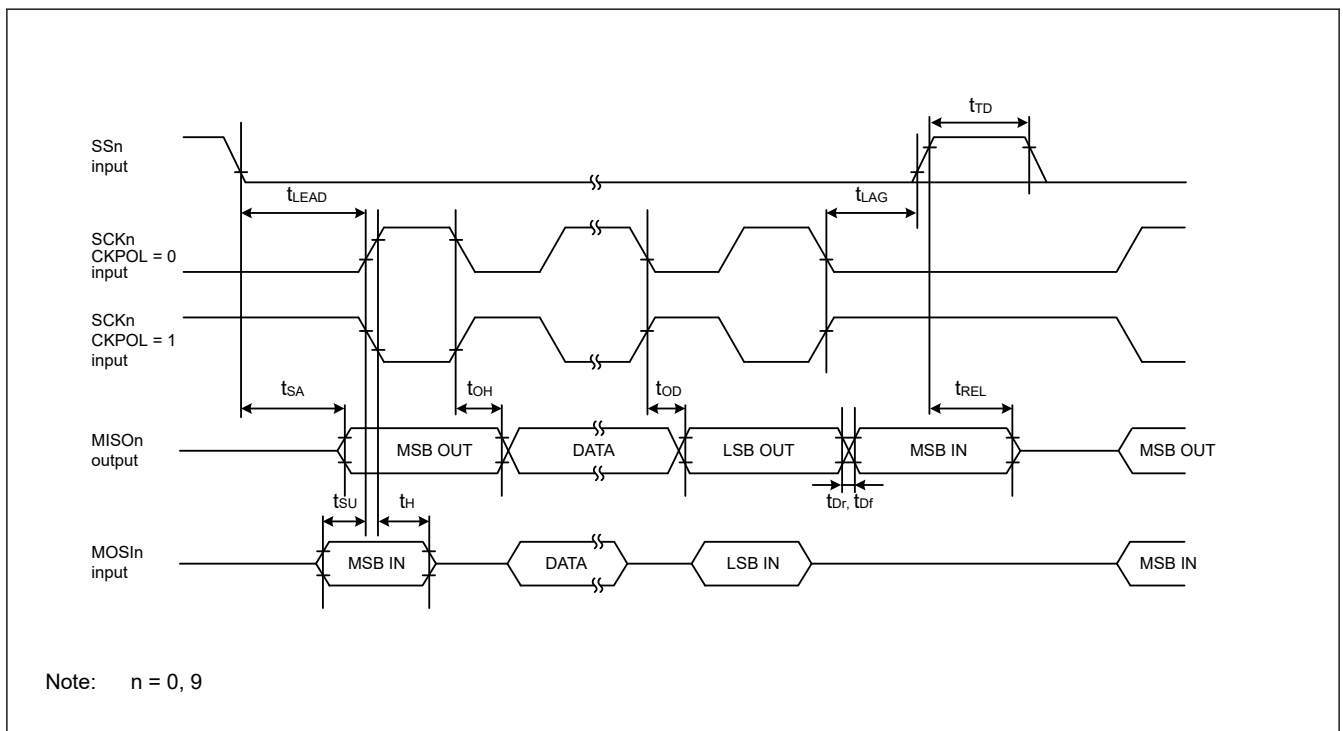 tTD
SSn
input
tLEAD
tLAG
SCKn
CKPOL = 0
input
SCKn
CKPOL = 1
input
tSA
tOH
tOD
tREL
MISOn
output
MSB OUT
DATA
LSB OUT
MSB IN
MSB OUT
tSU
tH
tDr, tDf
MOSIn
input
MSB IN
DATA
LSB IN
MSB IN
Note: n = 0, 9